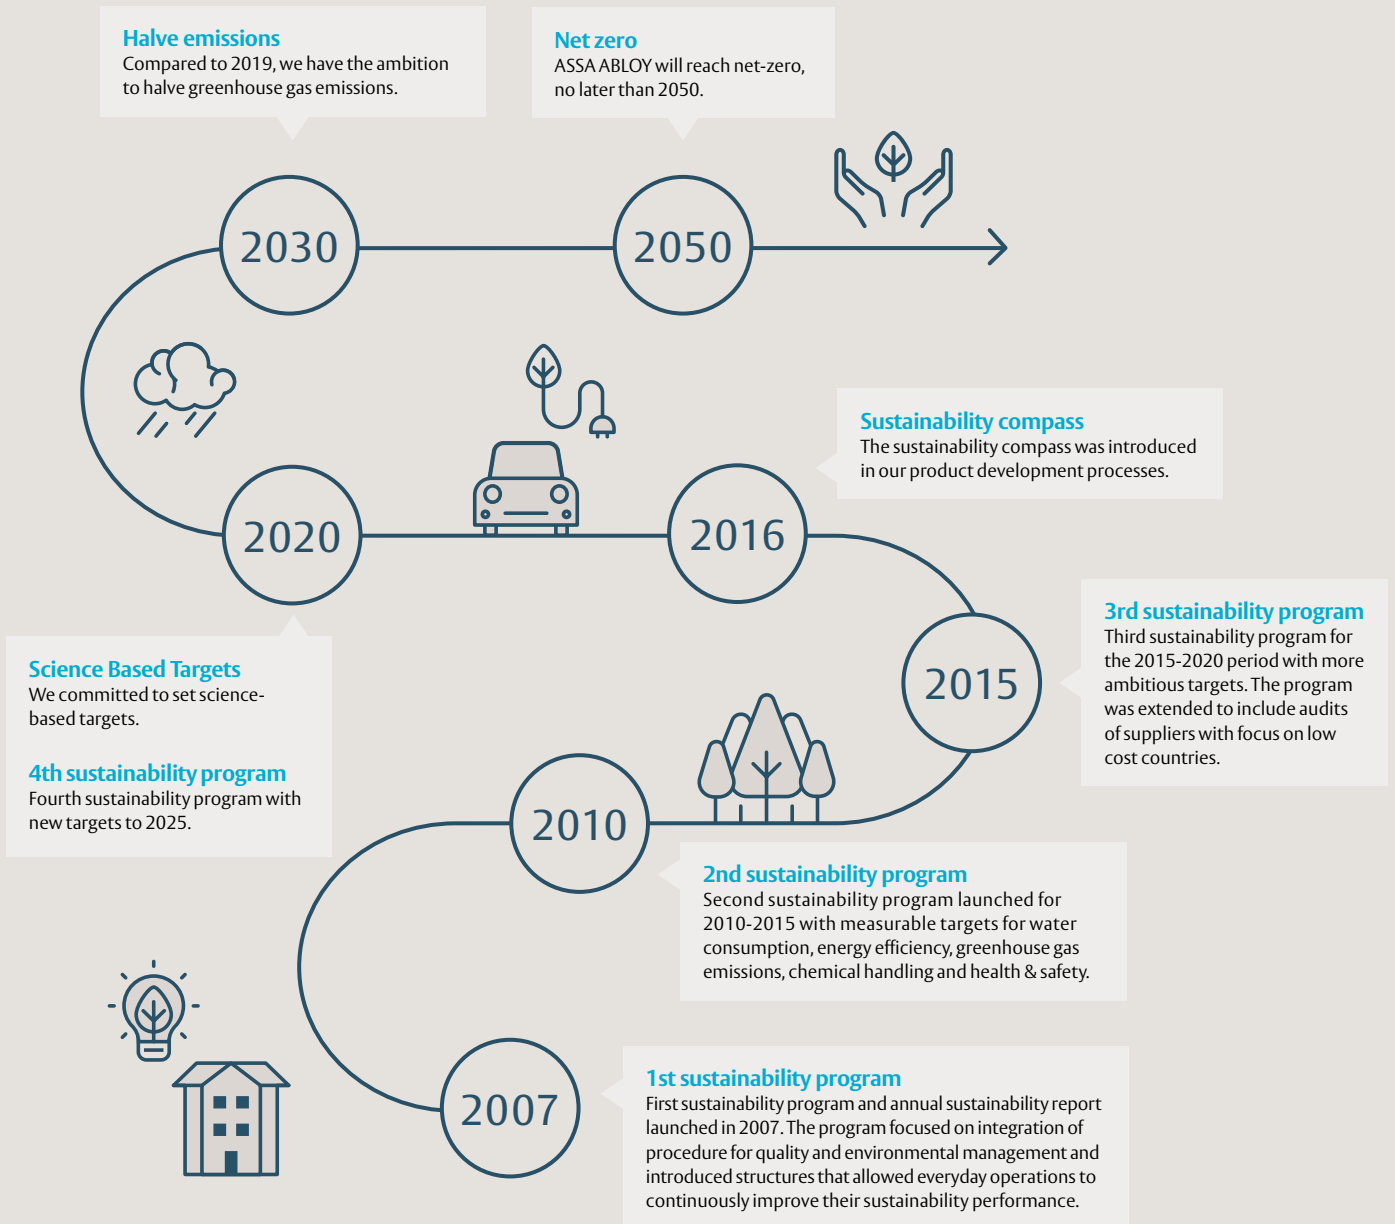 Halve emissions
Compared to 2019, we have the ambition
to halve greenhouse gas emissions.
Net zero
ASSA ABLOY will reach net-zero,
no later than 2050.
2030
2050
Sustainability compass
The sustainability compass was introduced
in our product development processes.
2020
2016
Science Based Targets
We committed to set science-
based targets.
4th sustainability program
Fourth sustainability program with
new targets to 2025.
2015
3rd sustainability program
Third sustainability program for
the 2015-2020 period with more
ambitious targets. The program
was extended to include audits
of suppliers with focus on low
cost countries.
2010
2nd sustainability program
Second sustainability program launched for
2010-2015 with measurable targets for water
consumption, energy efficiency, greenhouse gas
emissions, chemical handling and health & safety.
2007
1st sustainability program
First sustainability program and annual sustainability report
launched in 2007. The program focused on integration of
procedure for quality and environmental management and
introduced structures that allowed everyday operations to
continuously improve their sustainability performance.